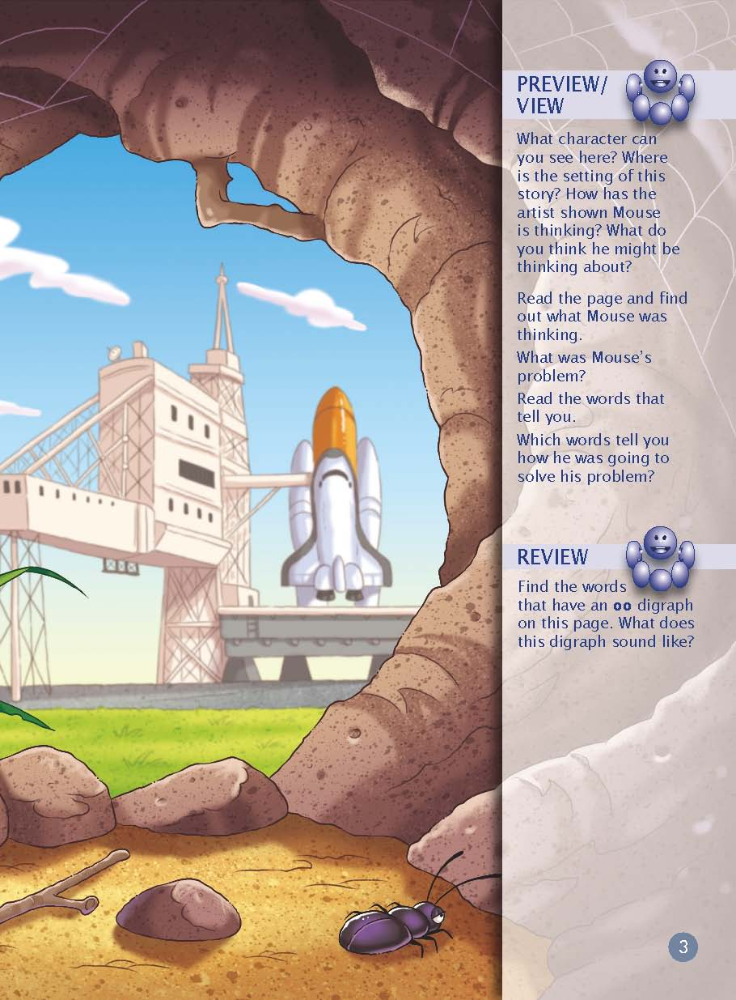 PREVIEW/
VIEW
What character can
you see here? Where
is the setting of this
story? How has the
artist shown Mouse
is thinking? What do
you think he might be
thinking about?
Read the page and find
out what Mouse was
thinking.
What was Mouse’s
problem?
Read the words that
tell you.
Which words tell you
how he was going to
solve his problem?
REVIEW
Find the words
that have an oo digraph
on this page. What does
this digraph sound like?
3